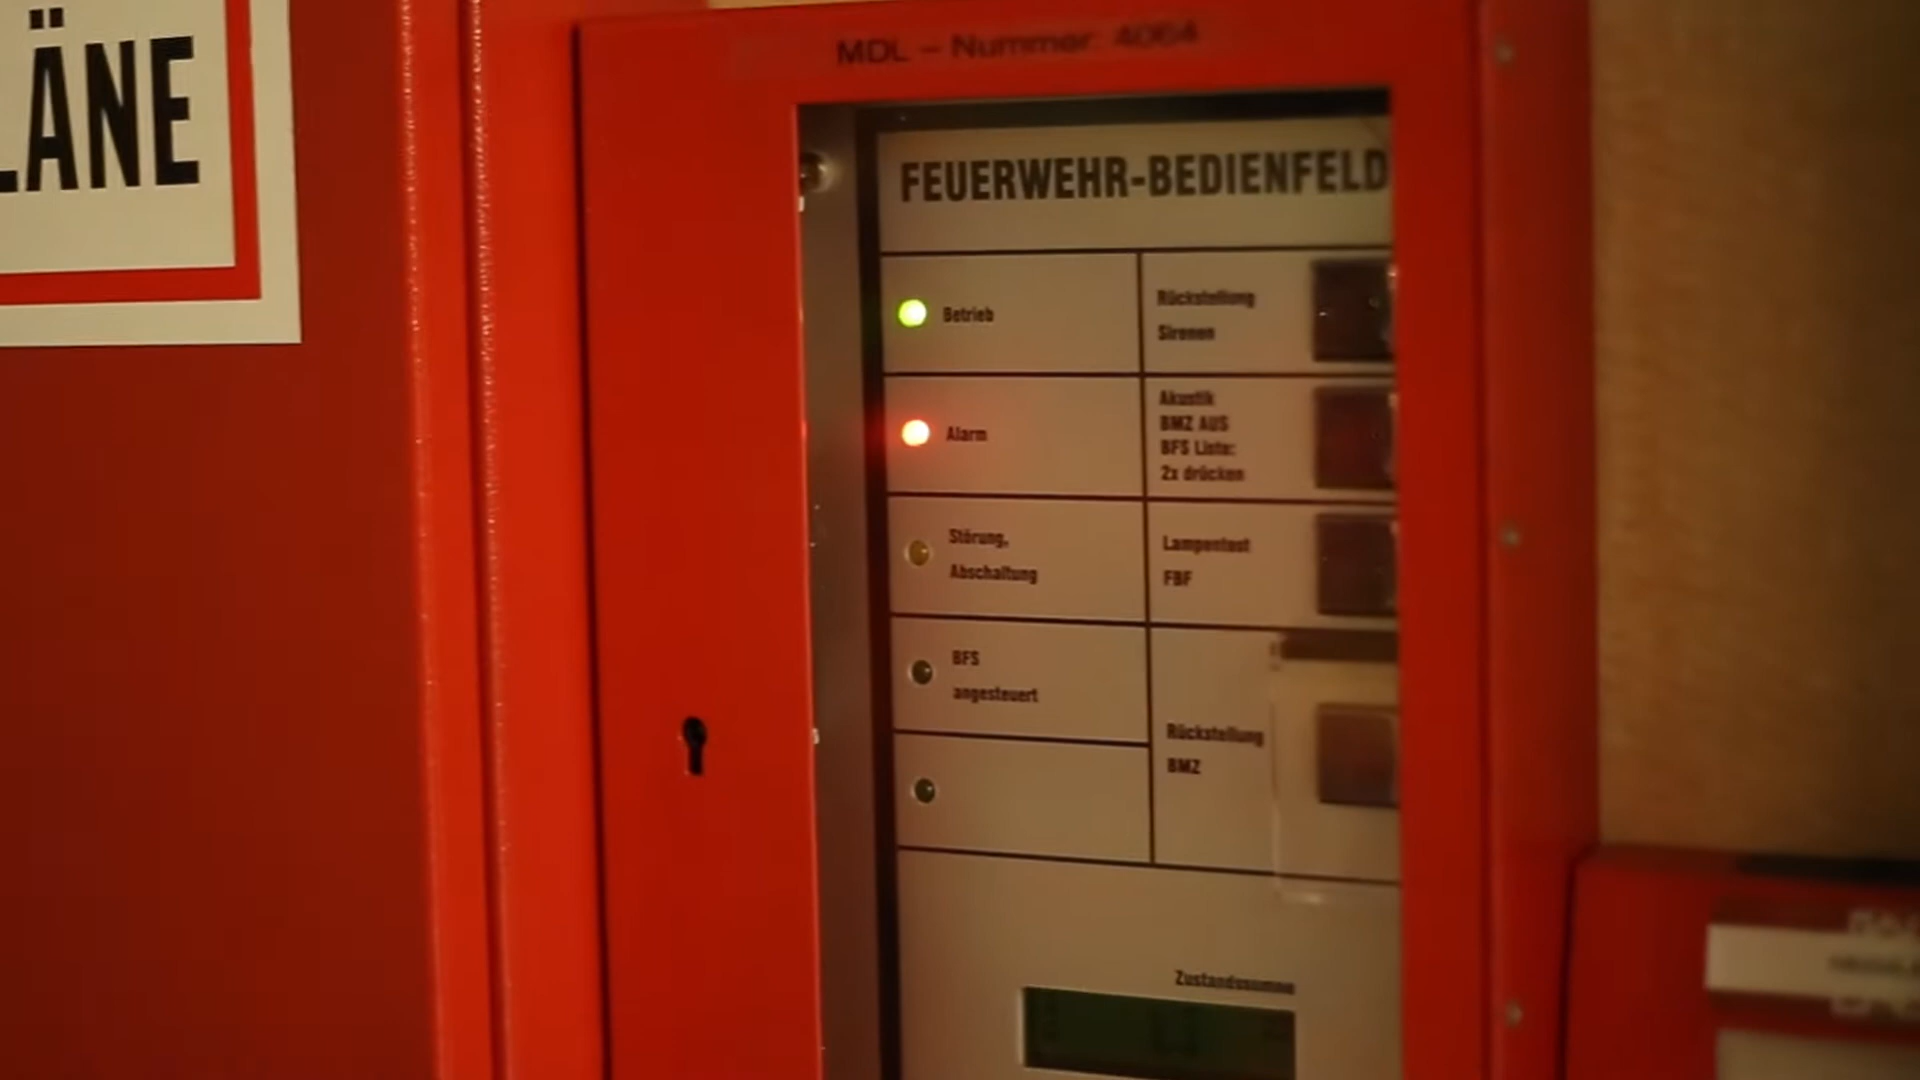 LÄNE
MDL – Nummer: 4064
FEUERWEHR-BEDIENFELD
Betrieb
Rückstellung
Sirenen
Alarm
Akustik
BMZ AUS
BFS Liste:
2x drücken
Störung,
Abschaltung
Lampentest
FBF
BFS
angesteuert
Rückstellung
BMZ
Zustandssumme